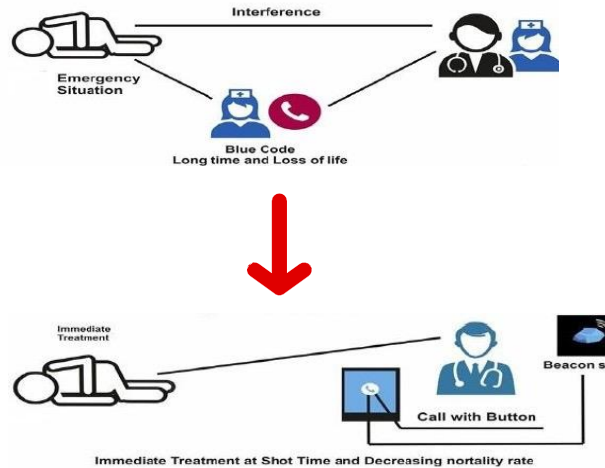 Interference
Emergency
Situation
Blue Code
Long time and Loss of life
Immediate
Treatment
Beacon s
Call with Button
Immediate Treatment at Shot Time and Decreasing nortality rate